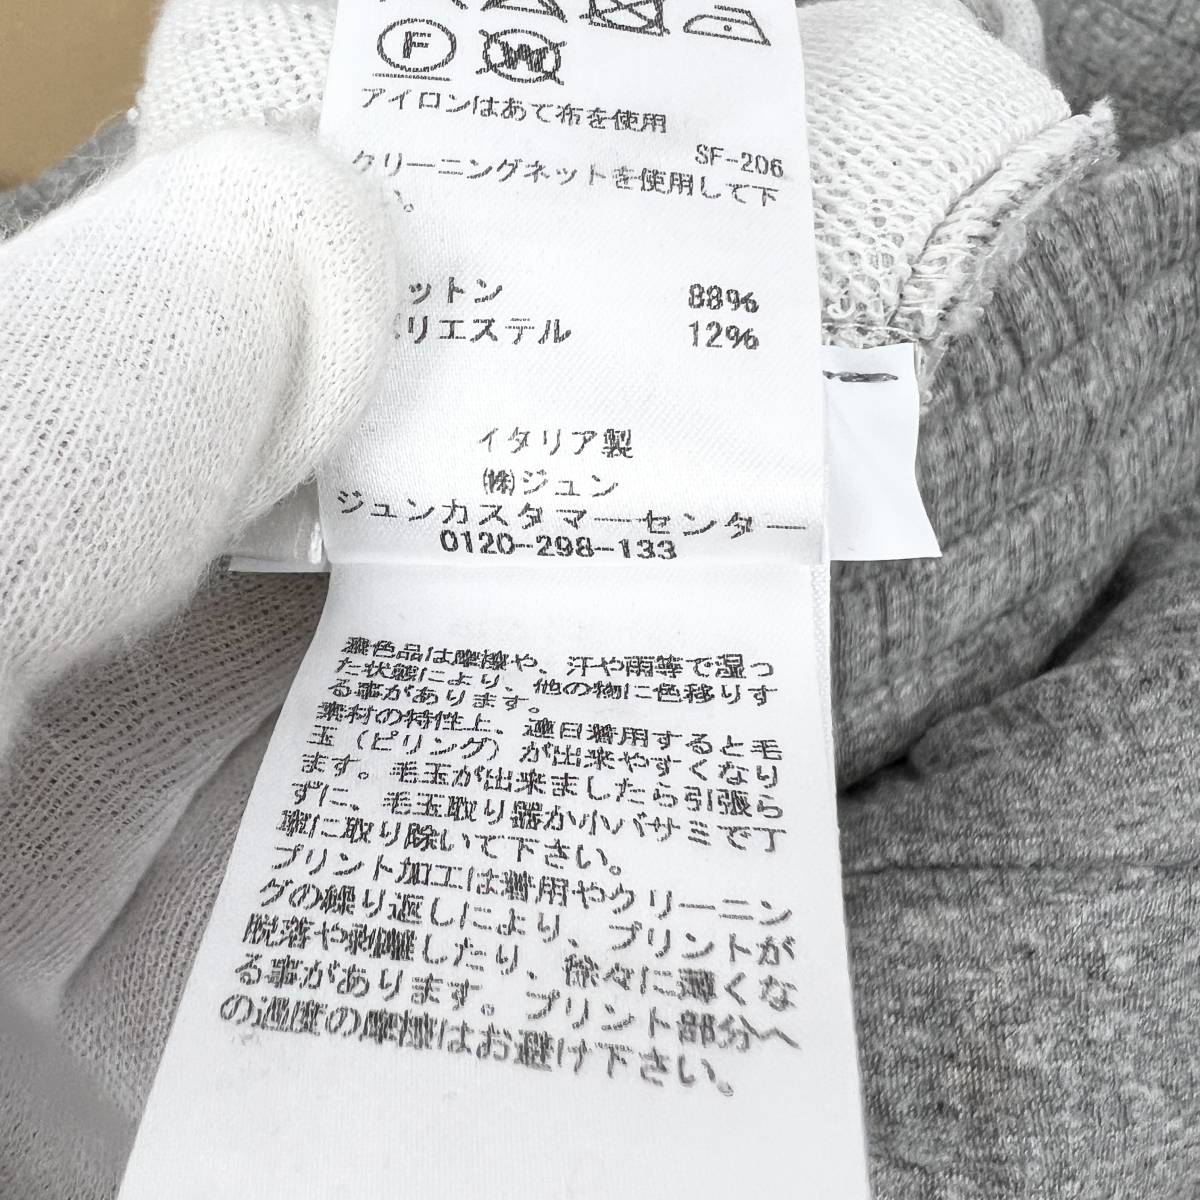 F
W
アイロンはあて布を使用
SF-206
クリーニングネットを使用して下
い。
ットン 88%
リエステル 12%
イタリア製
㈱ジュン
ジュンカスタマーセンター
0120-298-133
濃色品は摩擦や、汗や雨等で湿っ
た状態により、他の物に色移りす
る事があります。
素材の特性上、連日着用すると毛
玉(ピリング)が出来やすくなり
ます。毛玉が出来ましたら引張ら
ずに、毛玉取り器か小バサミで丁
寧に取り除いて下さい。
プリント加工は着用やクリーニン
グの繰り返しにより、プリントが
脱落や剥離したり、徐々に薄くな
る事があります。プリント部分へ
の過度の摩擦はお避け下さい。